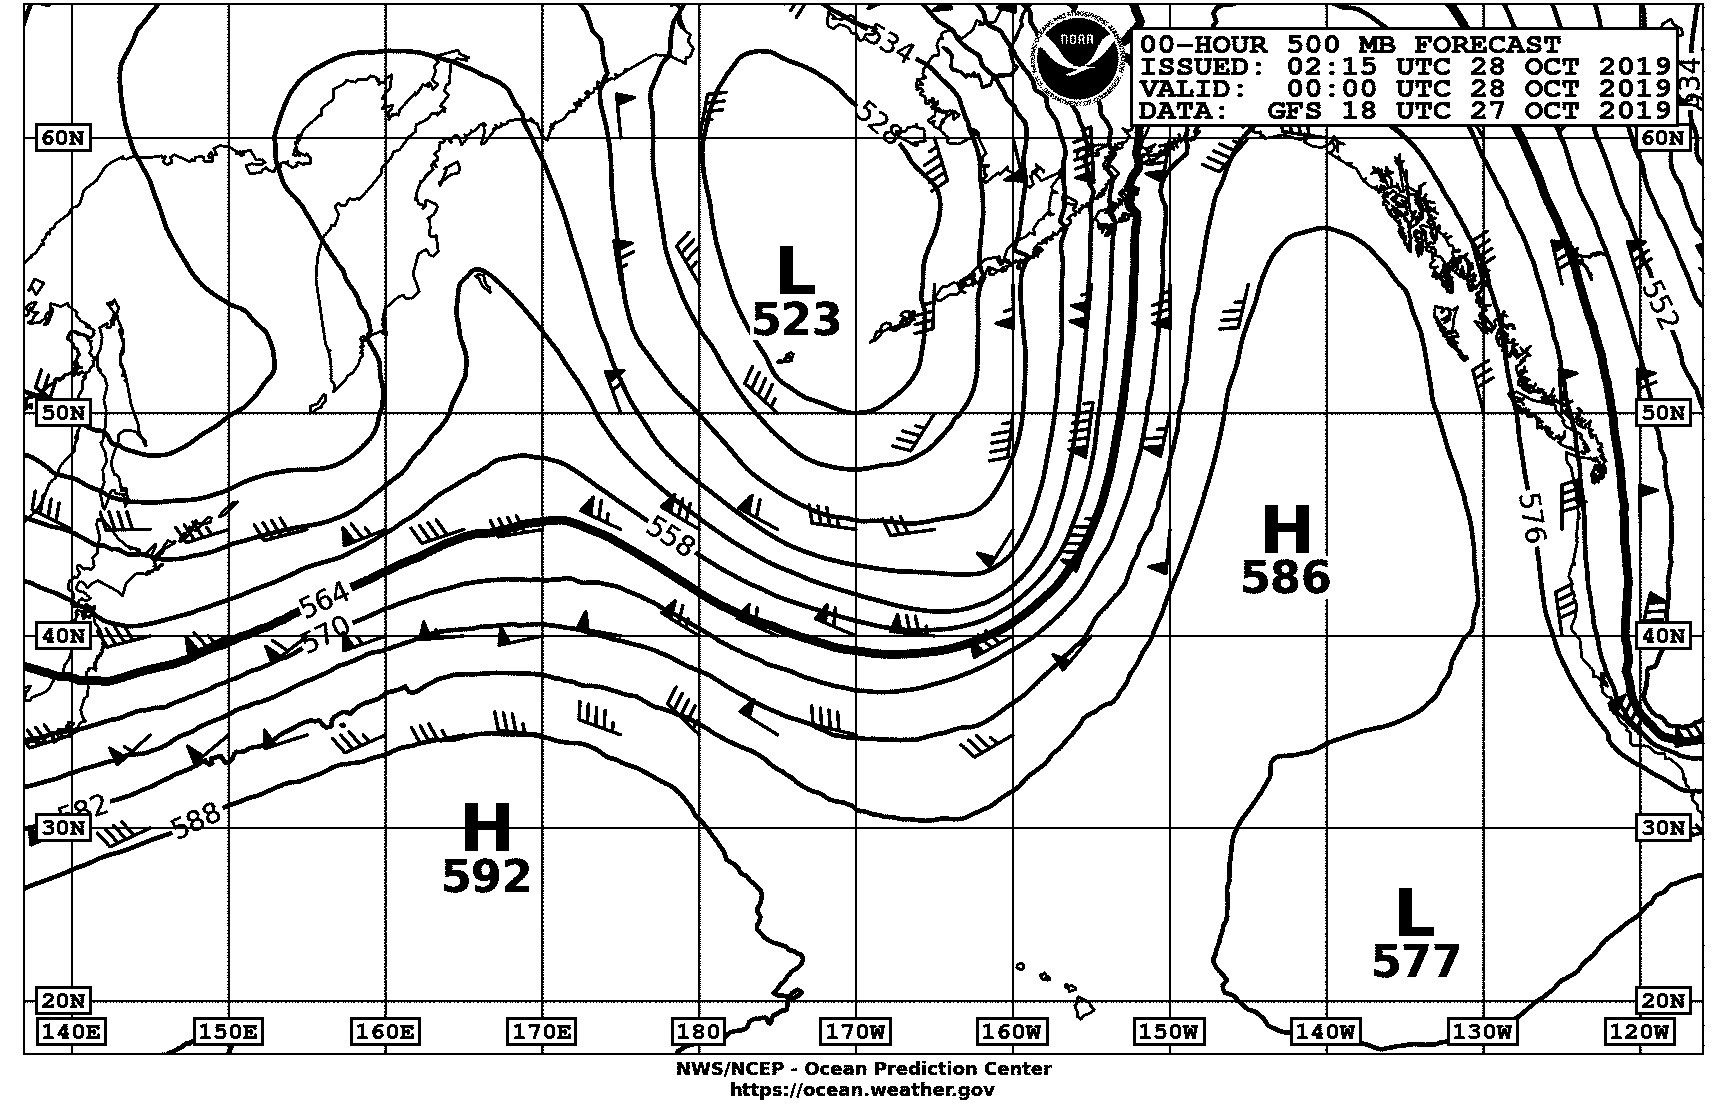 534
NOAA
00-HOUR 500 MB FORECAST
ISSUED: 02:15 UTC 28 OCT 2019
VALID: 00:00 UTC 28 OCT 2019
DATA: GFS 18 UTC 27 OCT 2019
534
528
60N
60N
L
523
552
50N
50N
576
H
586
558
564
570
40N
40N
582
588
H
592
30N
30N
L
577
20N
20N
140E 150E 160E 170E 180 170W 160W 150W 140W 130W 120W
NWS/NCEP - Ocean Prediction Center
https://ocean.weather.gov